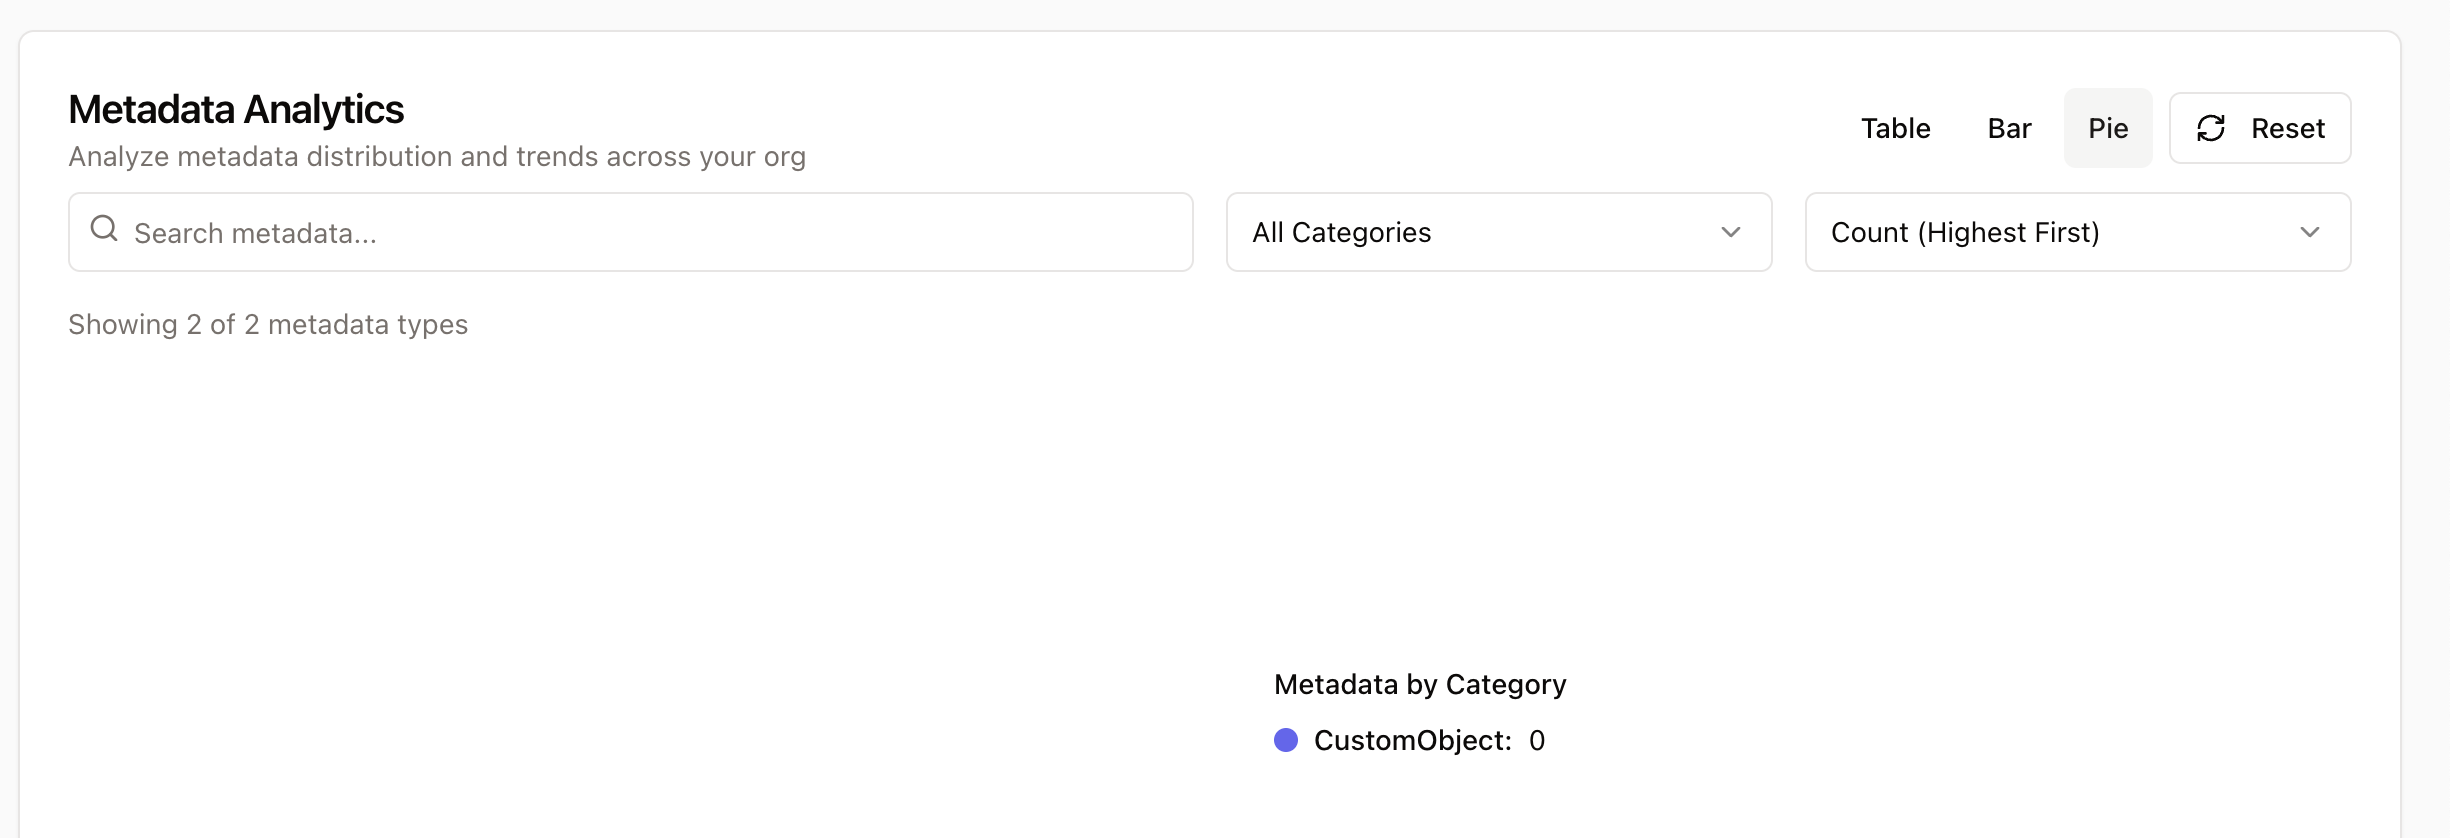 Metadata Analytics
Analyze metadata distribution and trends across your org
Table
Bar
Pie
Reset
Search metadata...
All Categories
Count (Highest First)
Showing 2 of 2 metadata types
Metadata by Category
CustomObject: 0